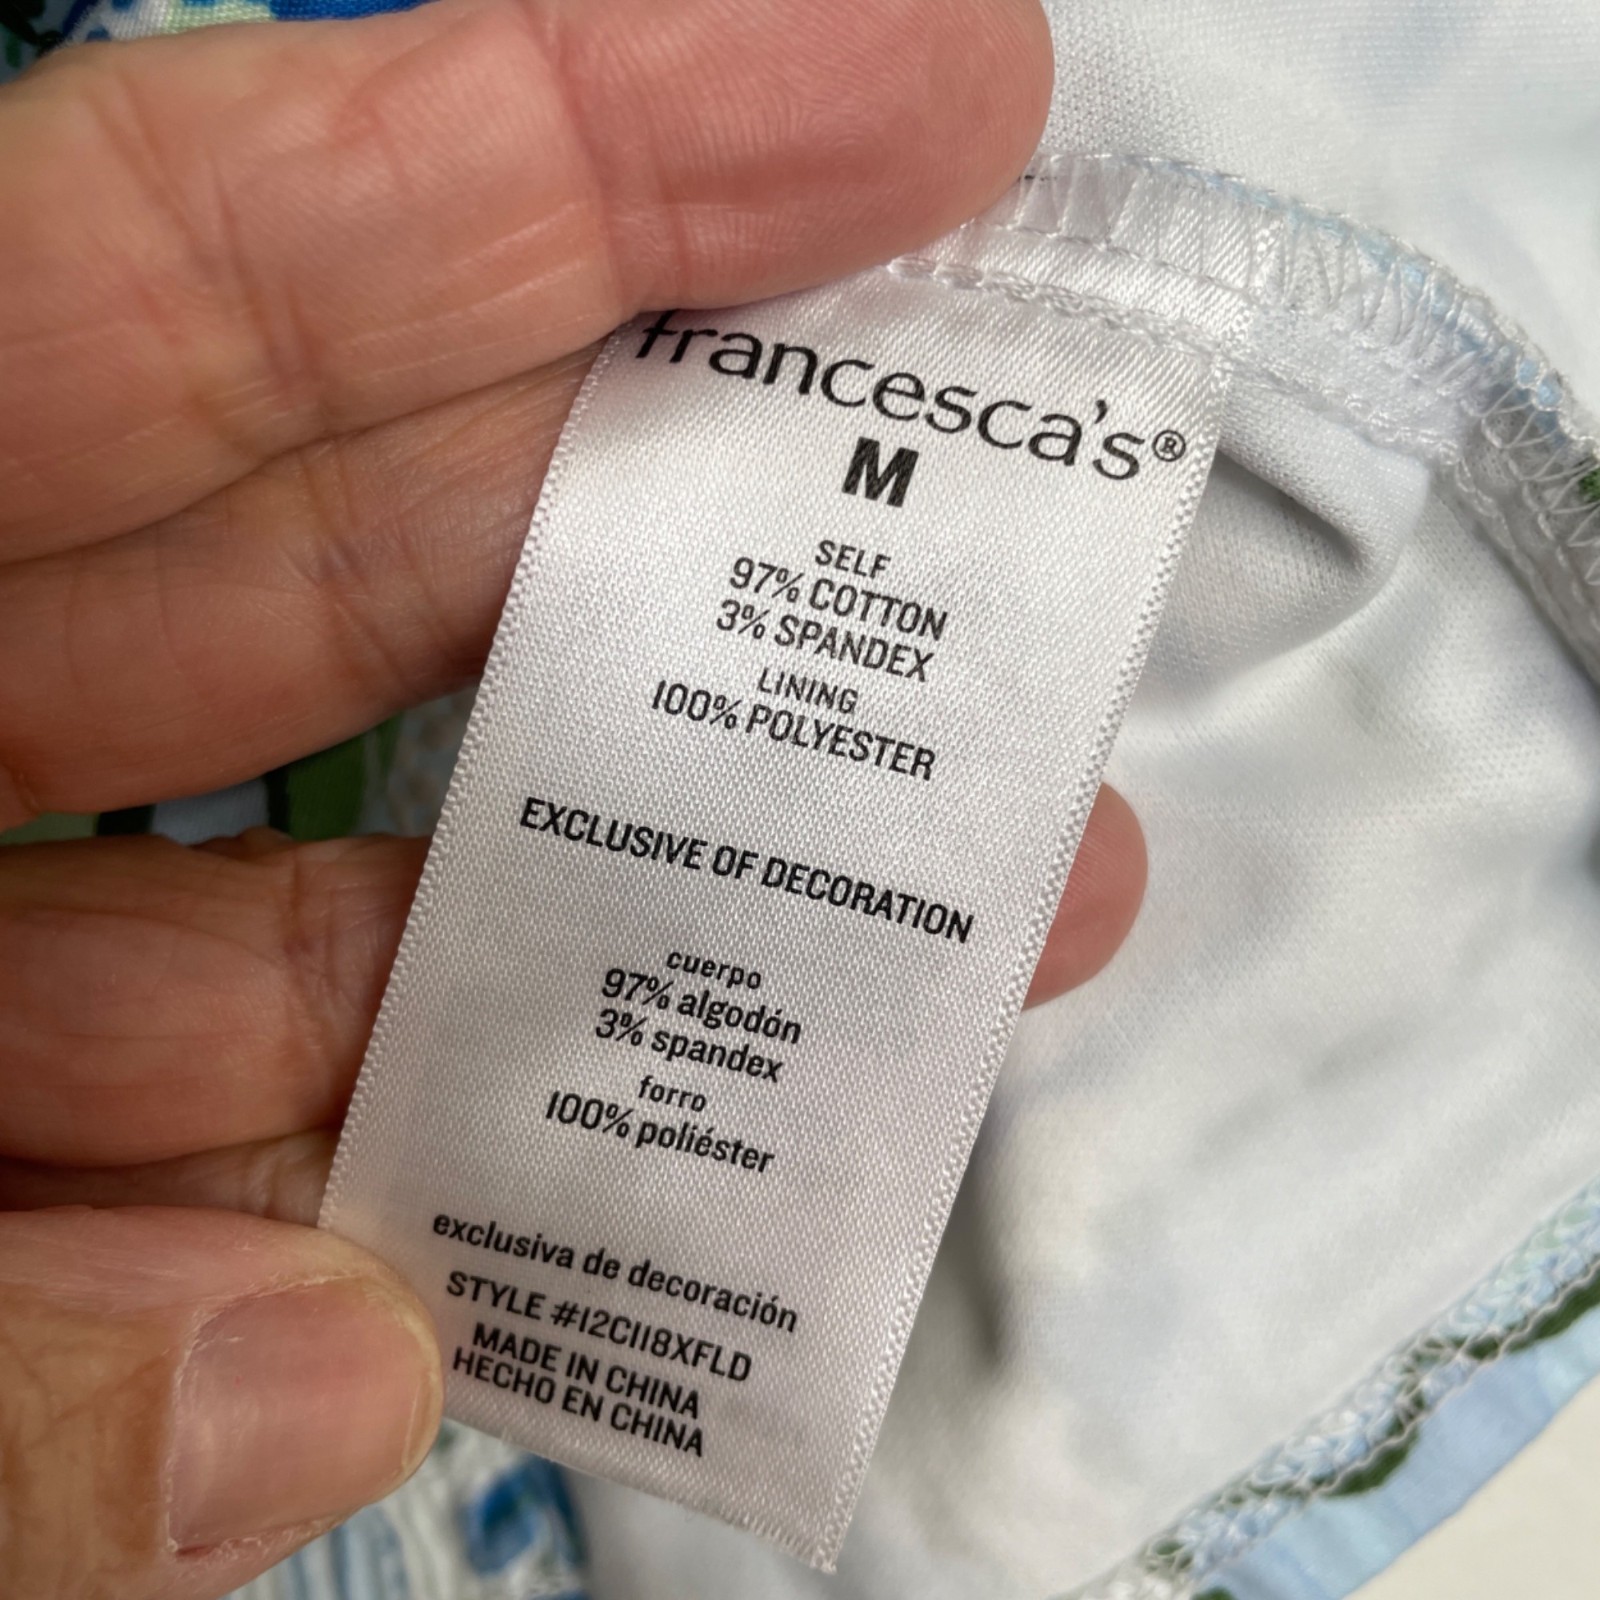 francesca's®
M
SELF
97% COTTON
3% SPANDEX
LINING
100% POLYESTER
EXCLUSIVE OF DECORATION
cuerpo
97% algodón
3% spandex
forro
100% poliéster
exclusiva de decoración
STYLE #12C118XFLD
MADE IN CHINA
HECHO EN CHINA